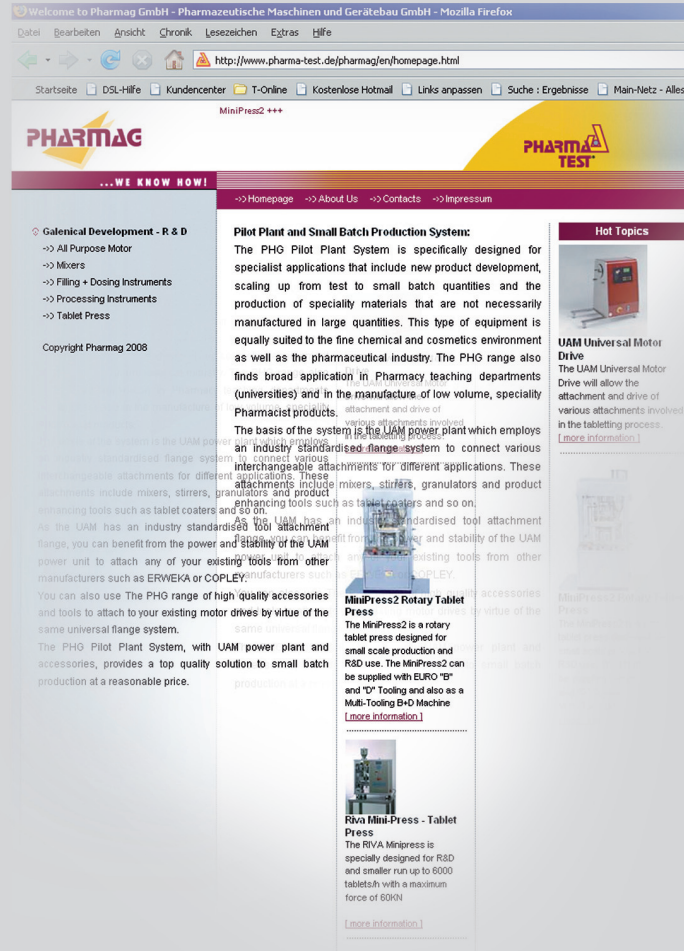 Welcome to Pharmag GmbH - Pharmazeutische Maschinen und Gerätebau GmbH - Mozilla Firefox
Datei Bearbeiten Ansicht Chronik Lesezeichen Extras Hilfe
http://www.pharma-test.de/pharmag/en/homepage.html
Startseite DSL-Hilfe Kundencenter T-Online Kostenlose Hotmail Links anpassen Suche : Ergebnisse Main-Netz - Alles
MiniPress2 +++
PHARMAG
PHARMA
TEST
...WE KNOW HOW!
->> Homepage ->> About Us ->> Contacts ->> Impressum
Galenical Development - R & D
->> All Purpose Motor
->> Mixers
->> Filling + Dosing Instruments
->> Processing Instruments
->> Tablet Press
Copyright Pharmag 2008
Pilot Plant and Small Batch Production System:
The PHG Pilot Plant System is specifically designed for
specialist applications that include new product development,
scaling up from test to small batch quantities and the
production of speciality materials that are not necessarily
manufactured in large quantities. This type of equipment is
equally suited to the fine chemical and cosmetics environment
as well as the pharmaceutical industry. The PHG range also
finds broad application in Pharmacy teaching departments
(universities) and in the manufacture of low volume, speciality
Pharmacist products.
The basis of the system is the UAM power plant which employs
an industry standardised flange system to connect various
interchangeable attachments for different applications. These
attachments include mixers, stirrers, granulators and product
enhancing tools such as tablet coaters and so on.
As the UAM has an industry standardised tool attachment
flange, you can benefit from the power and stability of the UAM
power unit to attach any of your existing tools from other
manufacturers such as ERWEKA or COPLEY.
You can also use The PHG range of high quality accessories
and tools to attach to your existing motor drives by virtue of the
same universal flange system.
The PHG Pilot Plant System, with UAM power plant and
accessories, provides a top quality solution to small batch
production at a reasonable price.
Drive
The UAM Universal Motor
attachment and drive of
various attachments involved
in the tabletting process.
MiniPress2 Rotary Tablet
Press
The MiniPress2 is a rotary
tablet press designed for
small scale production and
R&D use. The MiniPress2 can
be supplied with EURO "B"
and "D" Tooling and also as a
Multi-Tooling B+D Machine
[ more information ]
Riva Mini-Press - Tablet
Press
The RIVA Minipress is
specially designed for R&D
and smaller run up to 6000
tablets/h with a maximum
force of 60KN
[ more information ]
Hot Topics
UAM Universal Motor
Drive
The UAM Universal Motor
Drive will allow the
attachment and drive of
various attachments involved
in the tabletting process.
[ more information ]